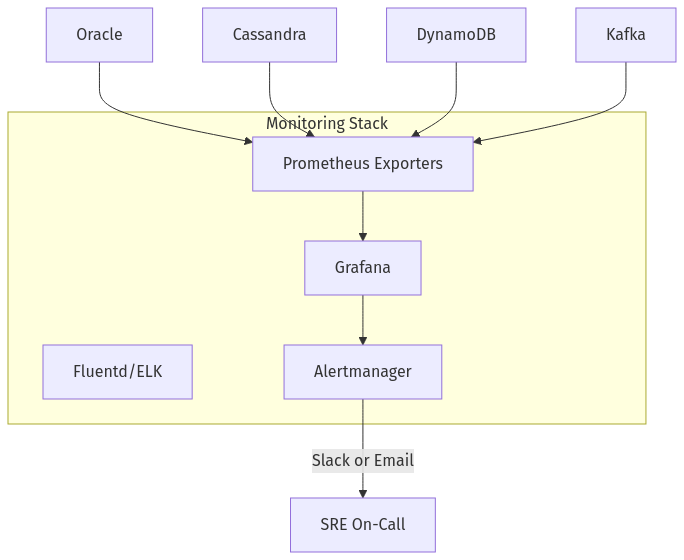 Oracle
Cassandra
DynamoDB
Kafka
Monitoring Stack
Prometheus Exporters
Grafana
Fluentd/ELK
Alertmanager
Slack or Email
SRE On-Call